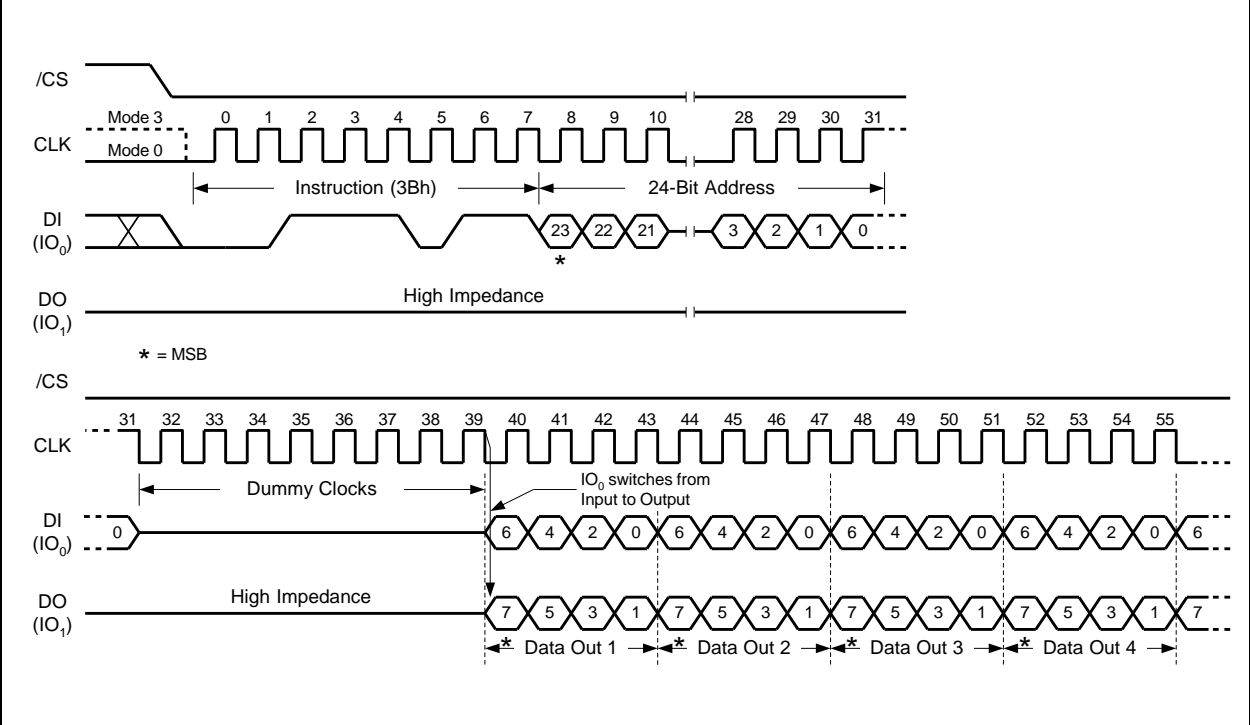 /CS
Mode 3 0 1 2 3 4 5 6 7 8 9 10 28 29 30 31
CLK
Mode 0
Instruction (3Bh) 24-Bit Address
DI
(IO0) 23 22 21 3 2 1 0
*
DO
(IO1)
High Impedance
* = MSB
/CS
31 32 33 34 35 36 37 38 39 40 41 42 43 44 45 46 47 48 49 50 51 52 53 54 55
CLK
Dummy Clocks
IO0 switches from
Input to Output
DI
(IO0) 0 6 4 2 0 6 4 2 0 6 4 2 0 6 4 2 0 6
DO
(IO1)
High Impedance 7 5 3 1 7 5 3 1 7 5 3 1 7 5 3 1 7
* Data Out 1 * Data Out 2 * Data Out 3 * Data Out 4